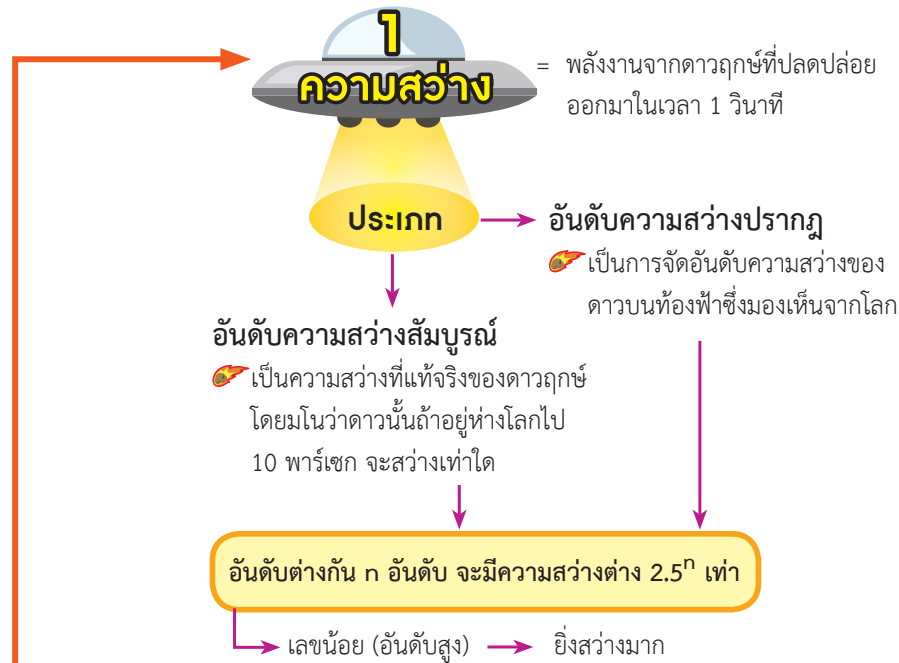 1
ความสว่าง
= พลังงานจากดาวฤกษ์ที่ปลดปล่อย
ออกมาในเวลา 1 วินาที
ประเภท
อันดับความสว่างปรากฎ
เป็นการจัดอันดับความสว่างของ
ดาวบนท้องฟ้าซึ่งมองเห็นจากโลก
อันดับความสว่างสัมบูรณ์
เป็นความสว่างที่แท้จริงของดาวฤกษ์
โดยมโนว่าดาวนั้นถ้าอยู่ห่างโลกไป
10 พาร์เซก จะสว่างเท่าใด
อันดับต่างกัน n อันดับ จะมีความสว่างต่าง 2.5ⁿ เท่า
เลขน้อย (อันดับสูง) → ยิ่งสว่างมาก